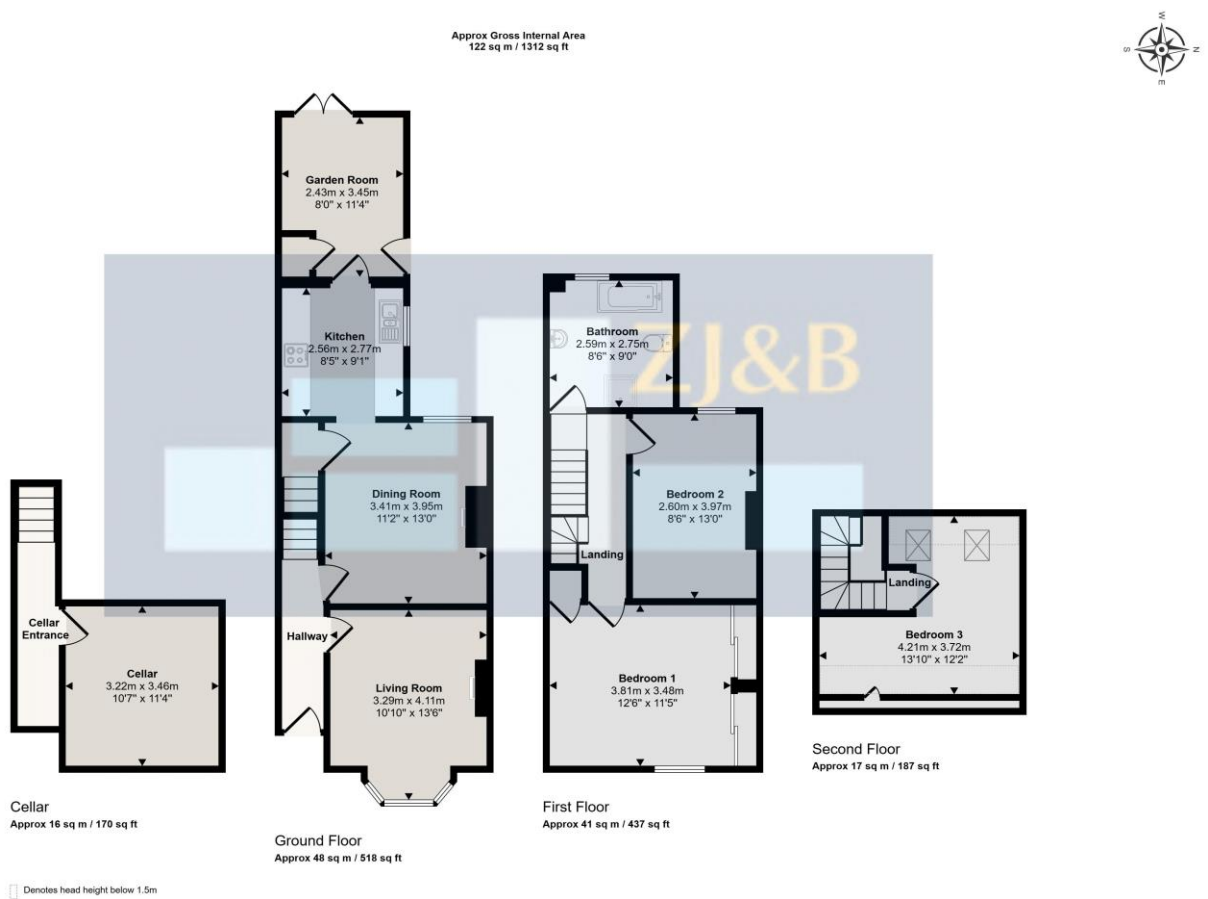 Approx Gross Internal Area
122 sq m / 1312 sq ft
W
S
N
E
Garden Room
2.43m x 3.45m
8'0" x 11'4"
Kitchen
2.56m x 2.77m
8'5" x 9'1"
Dining Room
3.41m x 3.95m
11'2" x 13'0"
Hallway
Living Room
3.29m x 4.11m
10'10" x 13'6"
Ground Floor
Approx 48 sq m / 518 sq ft
Cellar
Entrance
Cellar
3.22m x 3.46m
10'7" x 11'4"
Cellar
Approx 16 sq m / 170 sq ft
ZJ&B
Bathroom
2.59m x 2.75m
8'6" x 9'0"
Bedroom 2
2.60m x 3.97m
8'6" x 13'0"
Landing
Bedroom 1
3.81m x 3.48m
12'6" x 11'5"
First Floor
Approx 41 sq m / 437 sq ft
Landing
Bedroom 3
4.21m x 3.72m
13'10" x 12'2"
Second Floor
Approx 17 sq m / 187 sq ft
Denotes head height below 1.5m